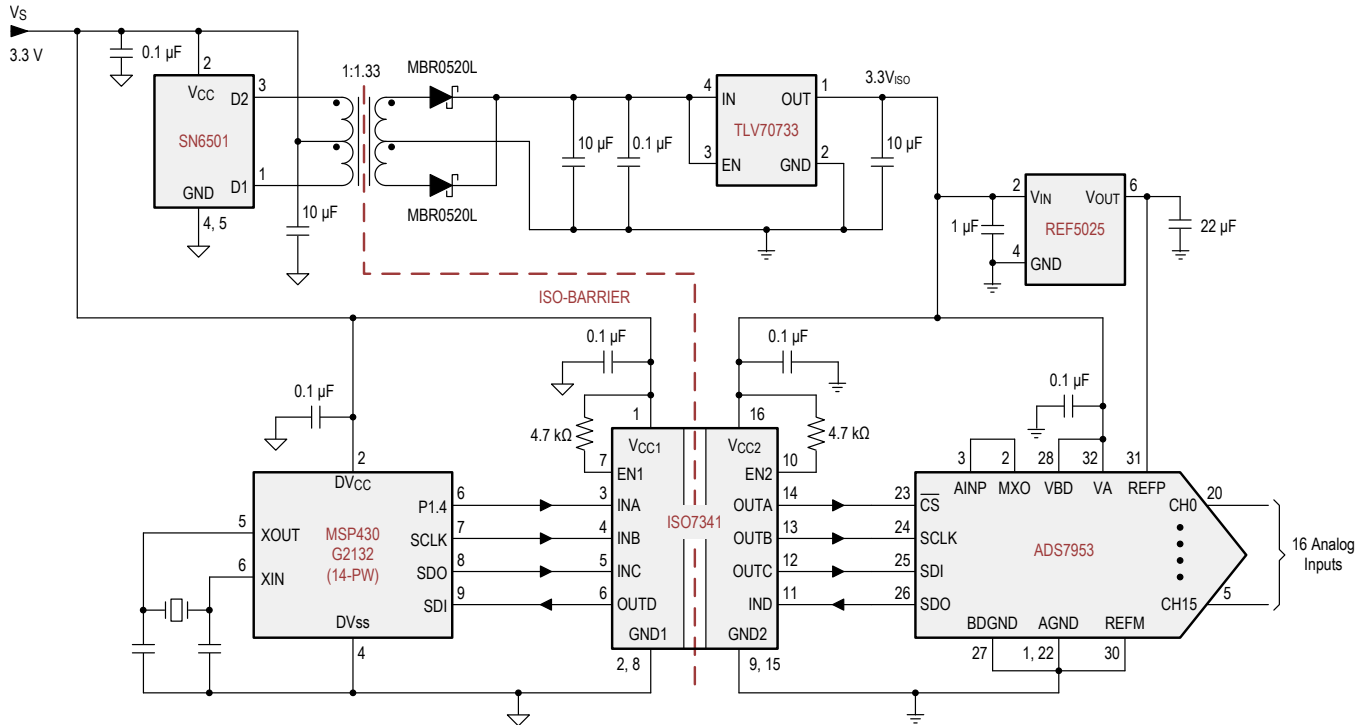 VS
3.3 V
0.1 µF
2
VCC
D2
3
SN6501
D1
1
GND
4, 5
10 µF
1:1.33
MBR0520L
MBR0520L
10 µF
0.1 µF
4
IN
OUT
1
TLV70733
3
EN
GND
2
3.3VISO
10 µF
2
VIN
VOUT
6
REF5025
1 µF
4
GND
22 µF
ISO-BARRIER
0.1 µF
0.1 µF
0.1 µF
0.1 µF
4.7 kΩ
4.7 kΩ
2
DVCC
5
XOUT
6
XIN
MSP430
G2132
(14-PW)
P1.4
6
SCLK
7
SDO
8
SDI
9
DVSS
4
1
VCC1
7
EN1
3
INA
4
INB
5
INC
6
OUTD
GND1
2, 8
ISO7341
16
VCC2
EN2
10
OUTA
14
OUTB
13
OUTC
12
IND
11
GND2
9, 15
3
2
28
32
31
AINP
MXO
VBD
VA
REFP
23
CS
24
SCLK
25
SDI
26
SDO
ADS7953
CH0
20
CH15
5
16 Analog
Inputs
BDGND
AGND
REFM
27
1, 22
30